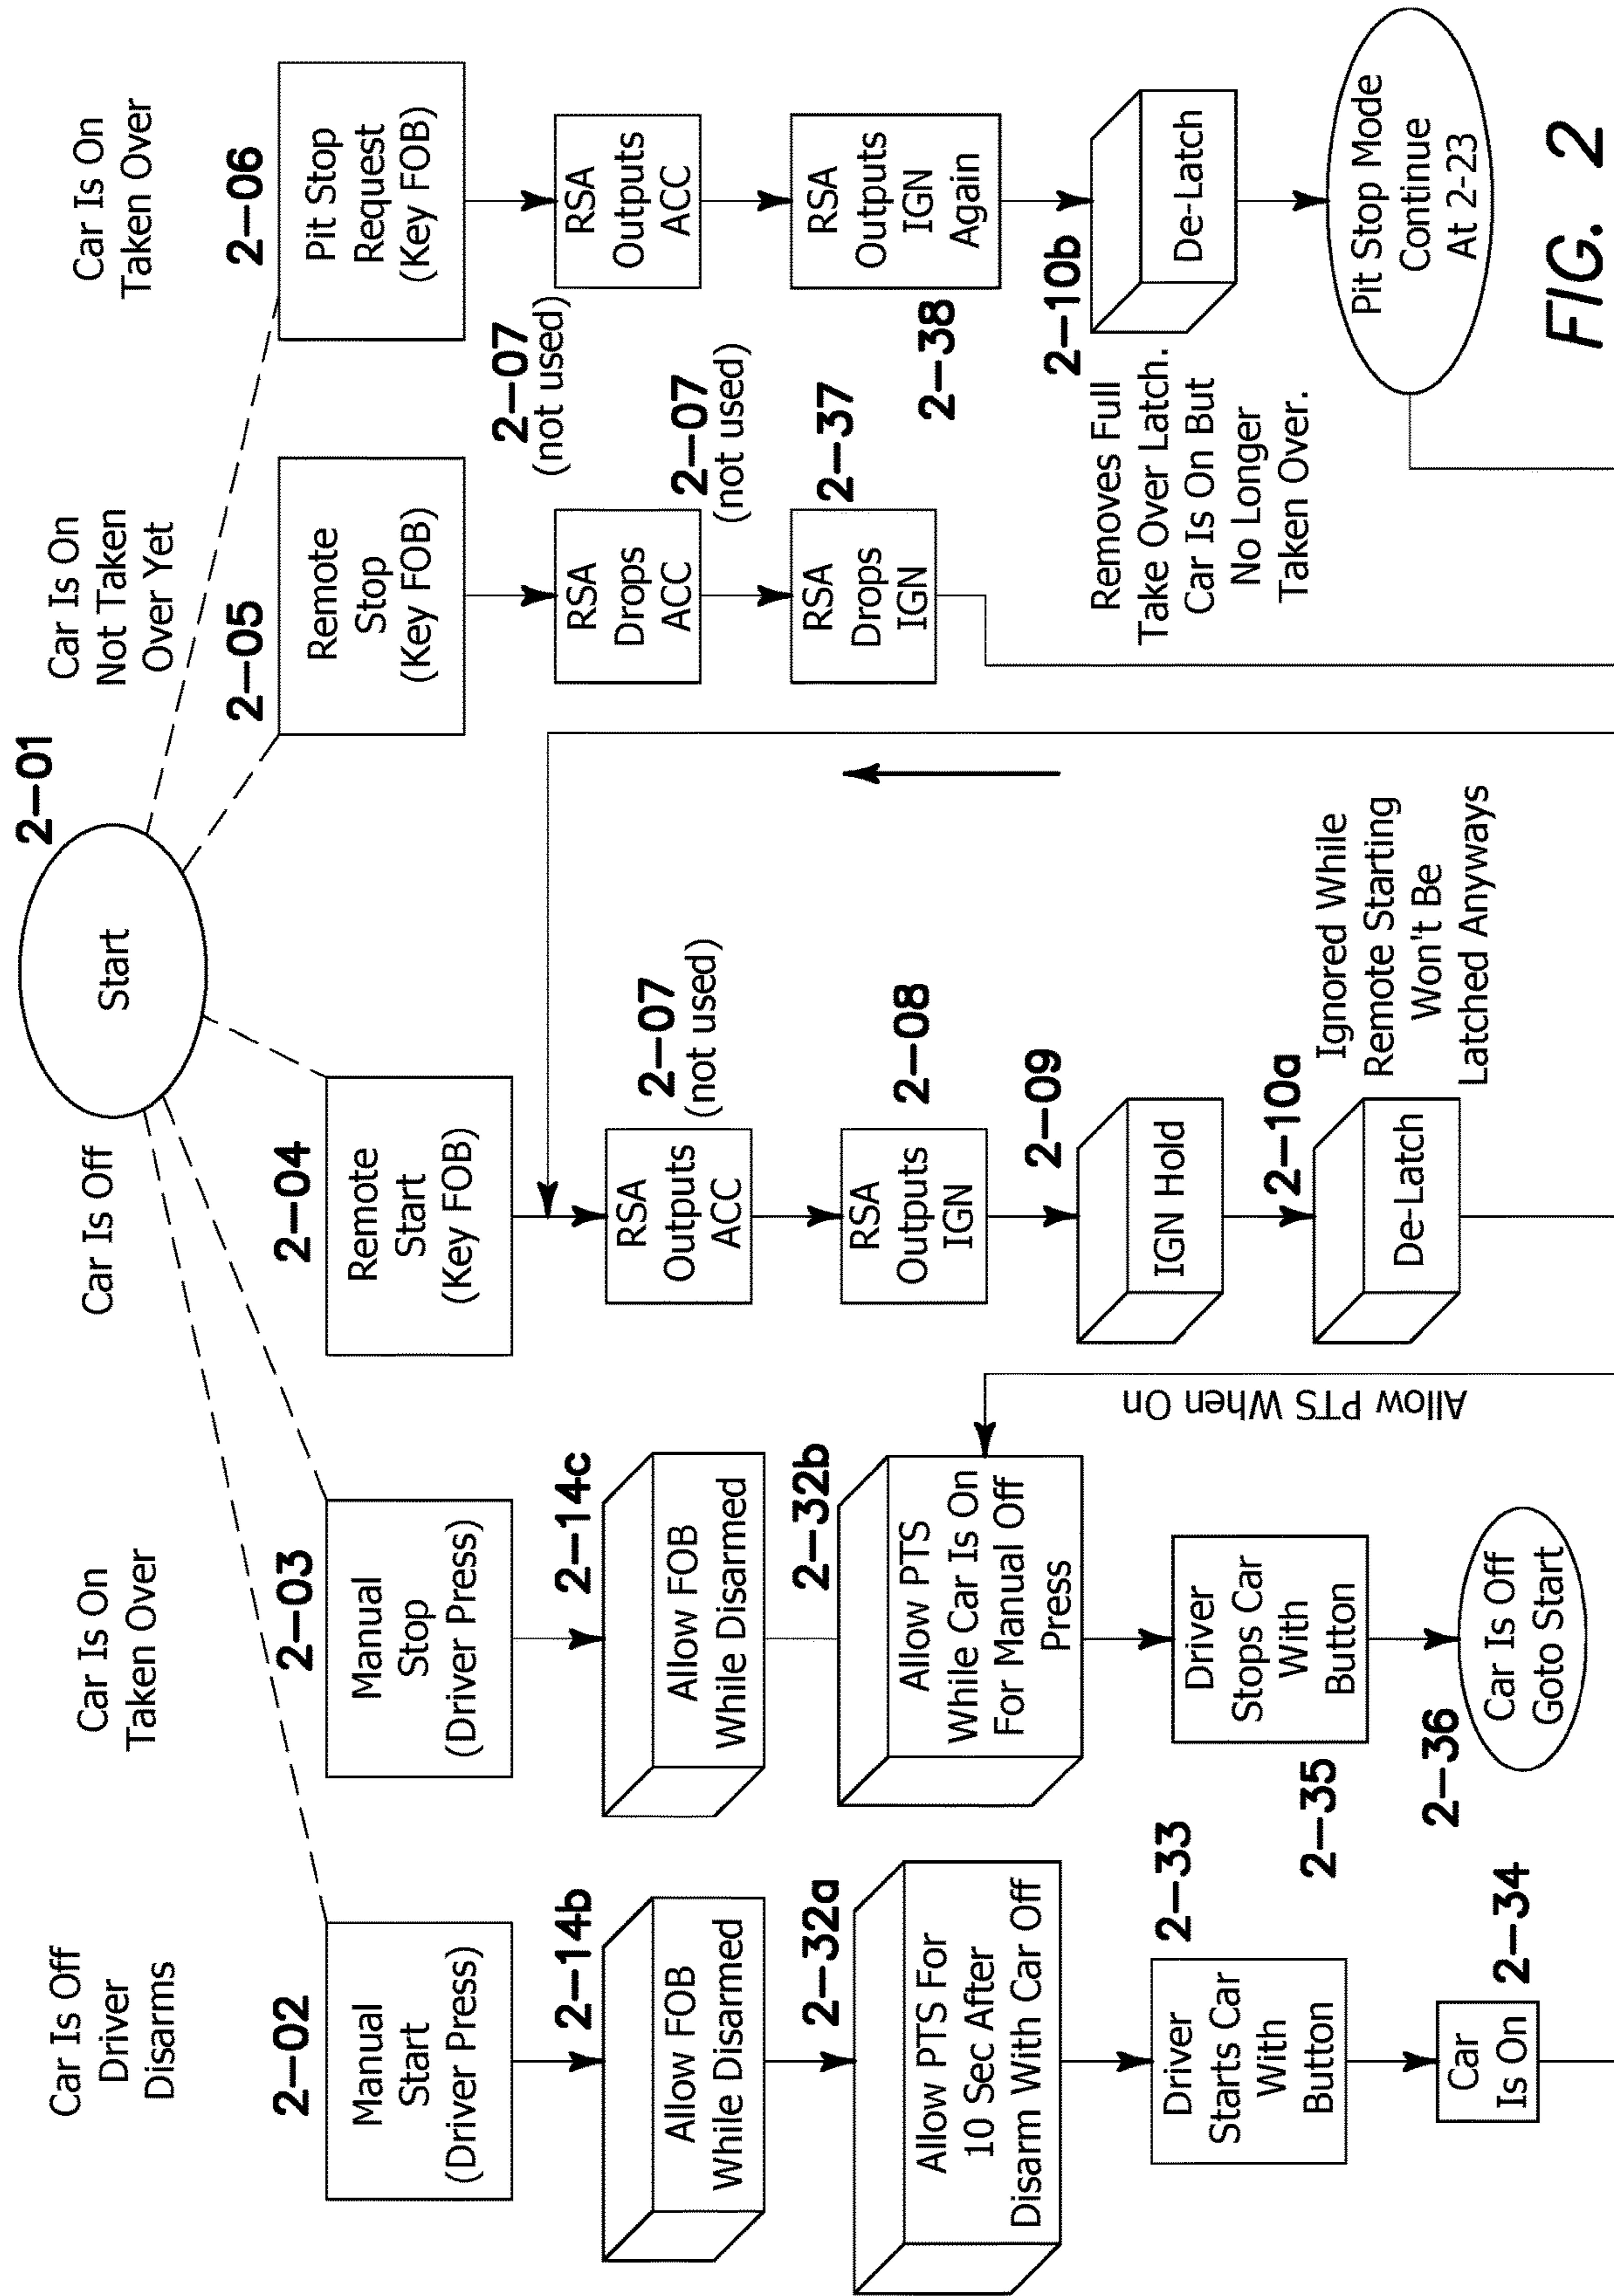 2-01
Start
Car Is Off
Driver
Disarms
2-02
Manual
Start
(Driver Press)
2-14b
Allow FOB
While Disarmed
2-32a
Allow PTS For
10 Sec After
Disarm With Car Off
2-33
Driver
Starts Car
With
Button
2-34
Car
Is On
Car Is On
Taken Over
2-03
Manual
Stop
(Driver Press)
2-14c
Allow FOB
While Disarmed
2-32b
Allow PTS
While Car Is On
For Manual Off
Press
Allow PTS When On
2-35
Driver
Stops Car
With
Button
2-36
Car Is Off
Goto Start
Car Is Off
2-04
Remote
Start
(Key FOB)
2-07
(not used)
RSA
Outputs
ACC
2-08
RSA
Outputs
IGN
2-09
IGN Hold
2-10a
De-Latch
Ignored While
Remote Starting
Won't Be
Latched Anyways
Car Is On
Not Taken
Over Yet
2-05
Remote
Stop
(Key FOB)
2-07
(not used)
RSA
Drops
ACC
2-37
RSA
Drops
IGN
Car Is On
Taken Over
2-06
Pit Stop
Request
(Key FOB)
2-07
(not used)
RSA
Outputs
ACC
2-38
RSA
Outputs
IGN
Again
2-10b
De-Latch
Removes Full
Take Over Latch.
Car Is On But
No Longer
Taken Over.
Pit Stop Mode
Continue
At 2-23
FIG. 2